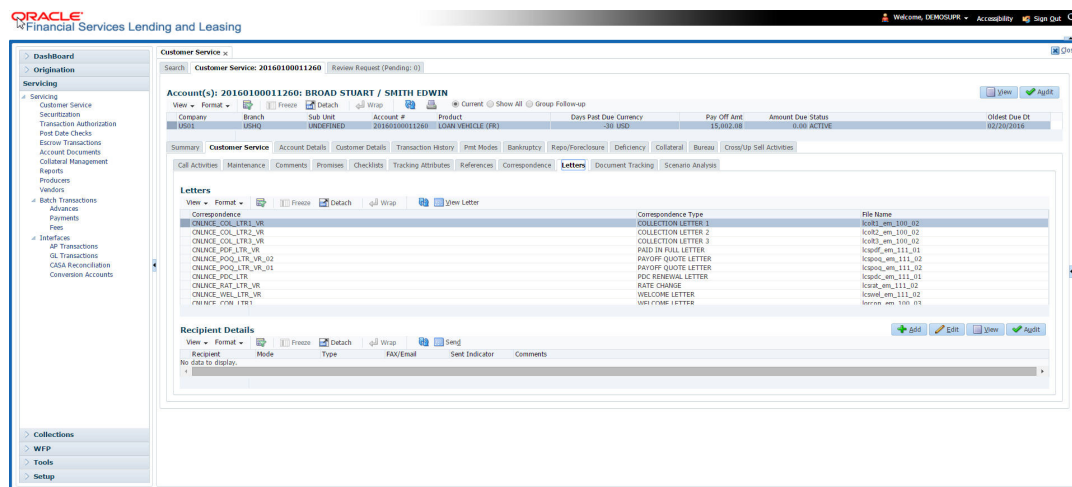 ORACLE
Financial Services Lending and Leasing
Welcome, DEMOSUPR Accessibility Sign Out
DashBoard
Origination
Servicing
Servicing
Customer Service
Securitization
Transaction Authorization
Post Date Checks
Escrow Transactions
Account Documents
Collateral Management
Reports
Producers
Vendors
Batch Transactions
Advances
Payments
Fees
Interfaces
AP Transactions
GL Transactions
CASA Reconciliation
Conversion Accounts
Collections
WFP
Tools
Setup
Customer Service x
Search Customer Service: 20160100011260 Review Request (Pending: 0)
Account(s): 20160100011260: BROAD STUART / SMITH EDWIN View Audit
View Format Freeze Detach Wrap Current Show All Group Follow-up
Company Branch Sub Unit Account # Product Days Past Due Currency Pay Off Amt Amount Due Status Oldest Due Dt
US01 USHQ UNDEFINED 20160100011260 LOAN VEHICLE (FR) -30 USD 15,002.08 0.00 ACTIVE 02/20/2016
Summary Customer Service Account Details Customer Details Transaction History Pmt Modes Bankruptcy Repo/Foreclosure Deficiency Collateral Bureau Cross/Up Sell Activities
Call Activities Maintenance Comments Promises Checklists Tracking Attributes References Correspondence Letters Document Tracking Scenario Analysis
Letters
View Format Freeze Detach Wrap View Letter
Correspondence Correspondence Type File Name
CNLNCE_COL_LTR1_VR COLLECTION LETTER 1 lcolt1_em_100_02
CNLNCE_COL_LTR2_VR COLLECTION LETTER 2 lcolt2_em_100_02
CNLNCE_COL_LTR3_VR COLLECTION LETTER 3 lcolt3_em_100_02
CNLNCE_PDF_LTR_VR PAID IN FULL LETTER lcspdf_em_111_01
CNLNCE_POQ_LTR_VR_02 PAYOFF QUOTE LETTER lcspoq_em_111_02
CNLNCE_POQ_LTR_VR_01 PAYOFF QUOTE LETTER lcspoq_em_111_02
CNLNCE_PDC_LTR PDC RENEWAL LETTER lcspdc_em_111_01
CNLNCE_RAT_LTR_VR RATE CHANGE lcsrat_em_111_02
CNLNCE_WEL_LTR_VR WELCOME LETTER lcswel_em_111_02
CNLNCE_CON_LTR1 WELCOME LETTER
Recipient Details Add Edit View Audit
View Format Freeze Detach Wrap Send
Recipient Mode Type FAX/Email Sent Indicator Comments
No data to display.